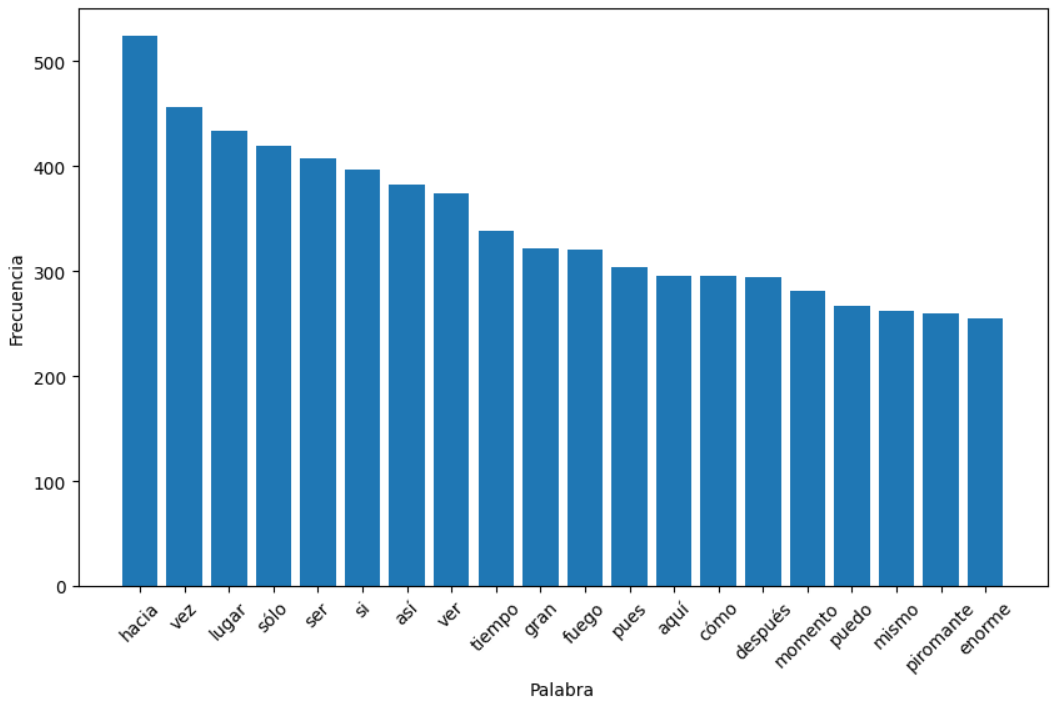 500
400
300
200
100
0
Frecuencia
hacia
vez
lugar
sólo
ser
si
así
ver
tiempo
gran
fuego
pues
aquí
cómo
después
momento
puedo
mismo
piromante
enorme
Palabra